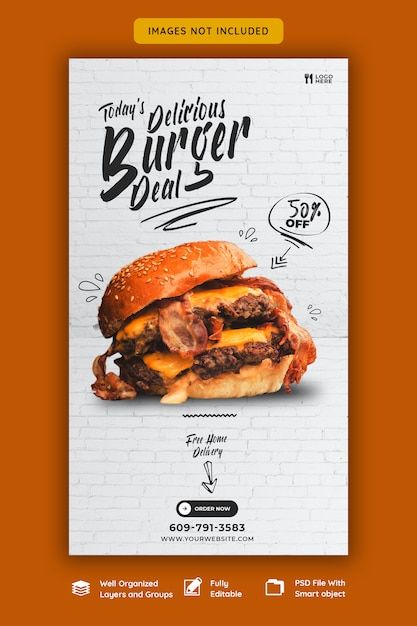 IMAGES NOT INCLUDED
LOGO
HERE
Today's Delicious
Burger
Deal
50%
OFF
Free Home
Delivery
ORDER NOW
609-791-3583
WWW.YOURWEBSITE.COM
Well Organized
Layers and Groups
Fully
Editable
PSD File With
Smart object